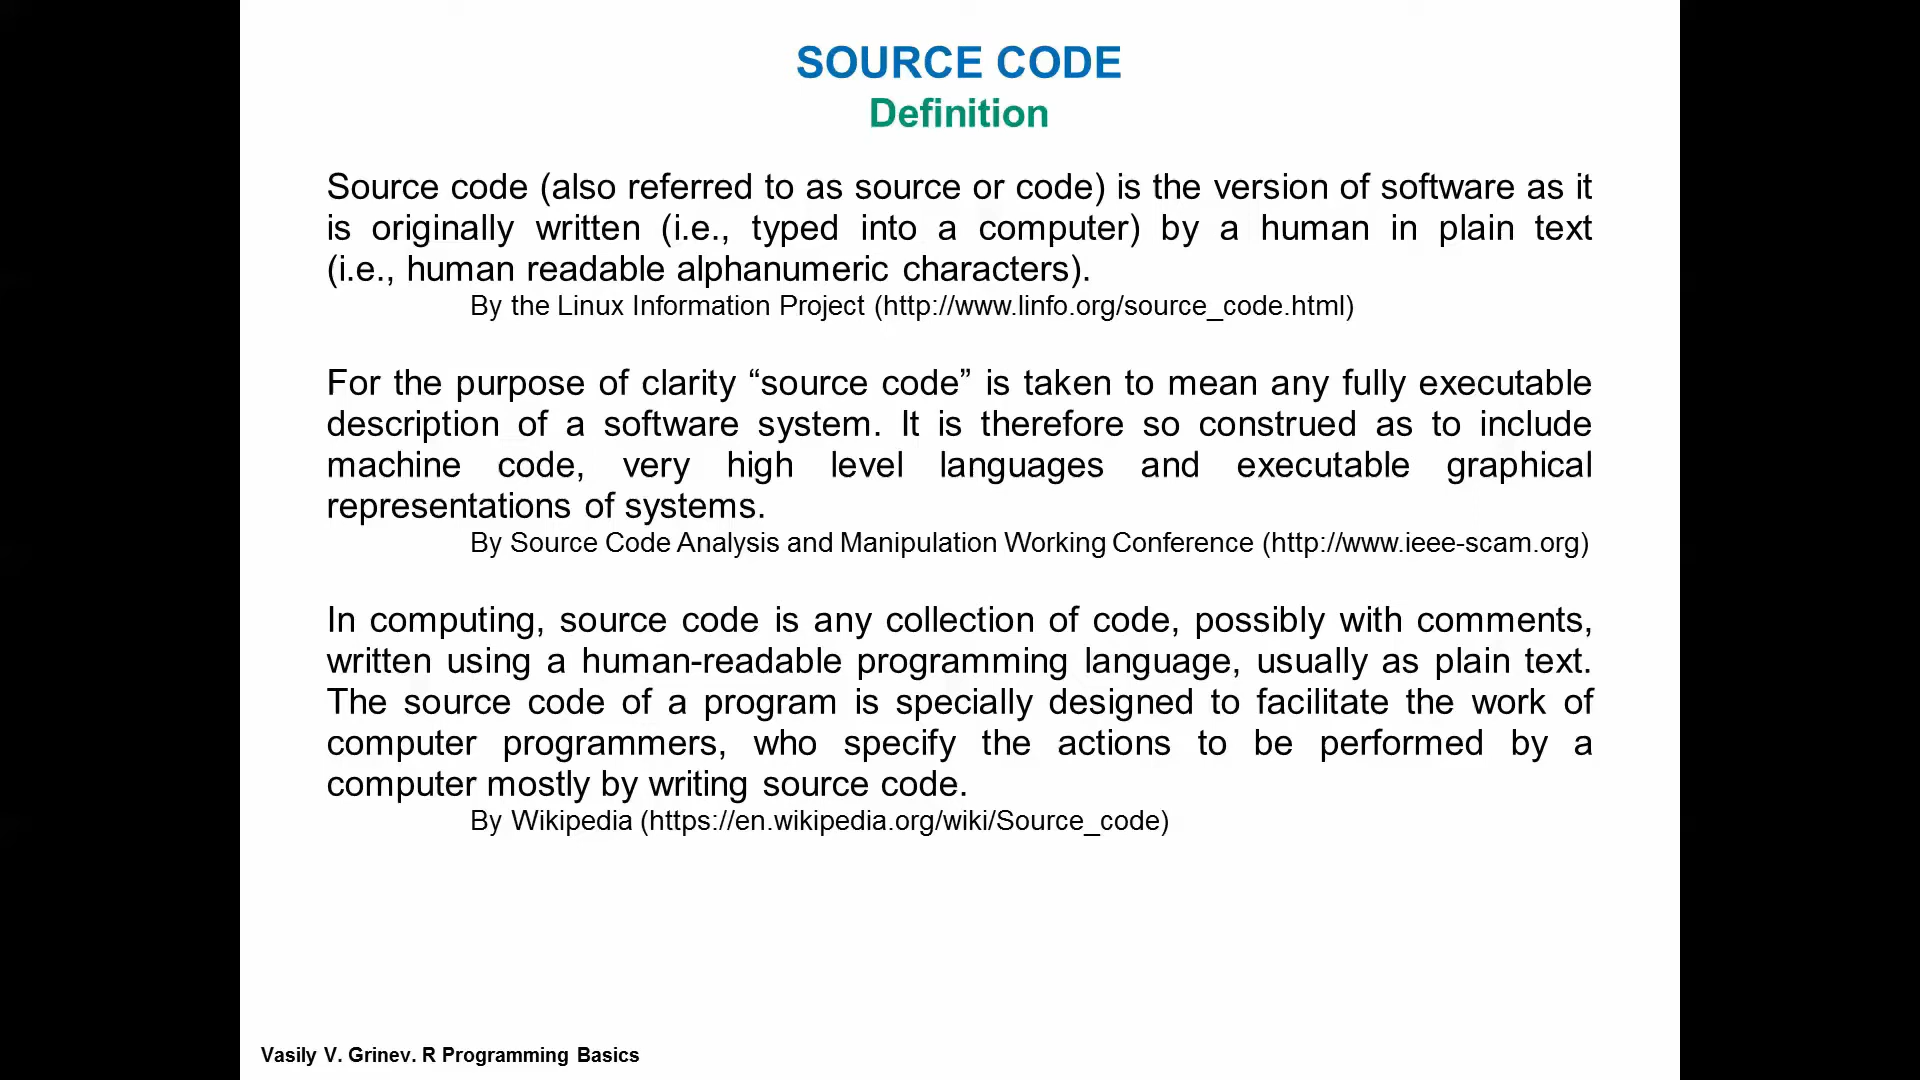 SOURCE CODE
Definition
Source code (also referred to as source or code) is the version of software as it
is originally written (i.e., typed into a computer) by a human in plain text
(i.e., human readable alphanumeric characters).
By the Linux Information Project (http://www.linfo.org/source_code.html)
For the purpose of clarity “source code” is taken to mean any fully executable
description of a software system. It is therefore so construed as to include
machine code, very high level languages and executable graphical
representations of systems.
By Source Code Analysis and Manipulation Working Conference (http://www.ieee-scam.org)
In computing, source code is any collection of code, possibly with comments,
written using a human-readable programming language, usually as plain text.
The source code of a program is specially designed to facilitate the work of
computer programmers, who specify the actions to be performed by a
computer mostly by writing source code.
By Wikipedia (https://en.wikipedia.org/wiki/Source_code)
Vasily V. Grinev. R Programming Basics